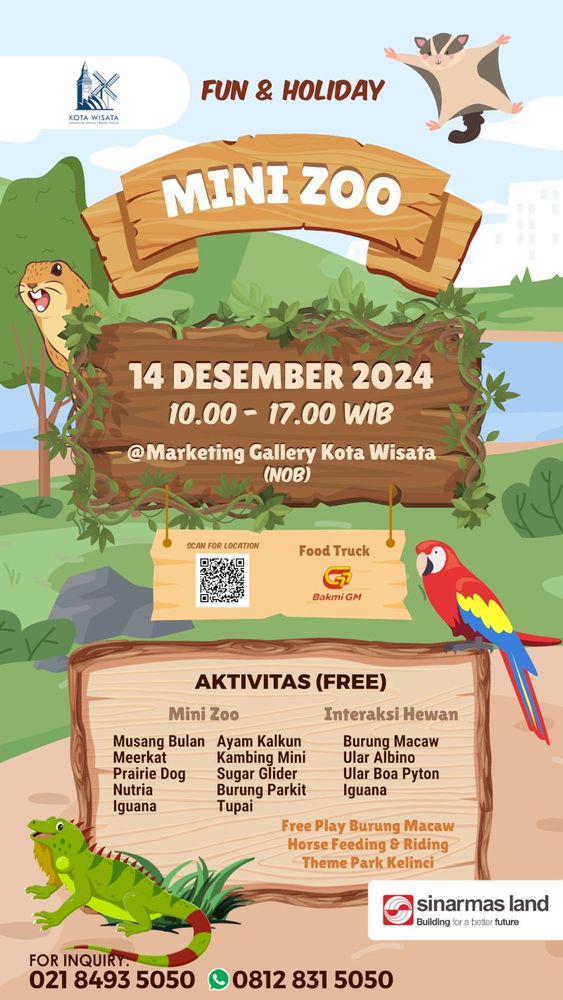 KOTA WISATA
FUN & HOLIDAY
MINI ZOO
14 DESEMBER 2024
10.00 - 17.00 WIB
@Marketing Gallery Kota Wisata
(NOB)
SCAN FOR LOCATION
Food Truck
Bakmi GM
AKTIVITAS (FREE)
Mini Zoo
Musang Bulan
Meerkat
Prairie Dog
Nutria
Iguana
Ayam Kalkun
Kambing Mini
Sugar Glider
Burung Parkit
Tupai
Interaksi Hewan
Burung Macaw
Ular Albino
Ular Boa Pyton
Iguana
Free Play Burung Macaw
Horse Feeding & Riding
Theme Park Kelinci
sinarmas land
Building for a better future
FOR INQUIRY:
021 8493 5050 0812 831 5050